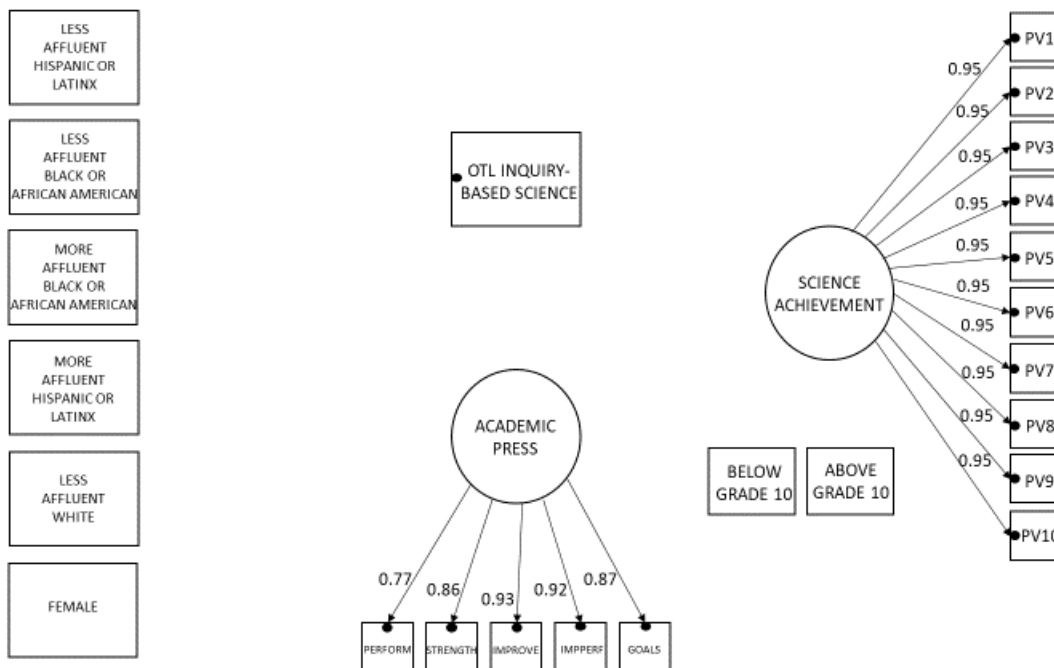 LESS
AFFLUENT
HISPANIC OR
LATINX
LESS
AFFLUENT
BLACK OR
AFRICAN AMERICAN
MORE
AFFLUENT
BLACK OR
AFRICAN AMERICAN
MORE
AFFLUENT
HISPANIC OR
LATINX
LESS
AFFLUENT
WHITE
FEMALE
OTL INQUIRY-
BASED SCIENCE
ACADEMIC
PRESS
0.77
0.86
0.93
0.92
0.87
PERFORM
STRENGTH
IMPROVE
IMPPERF
GOALS
SCIENCE
ACHIEVEMENT
BELOW
GRADE 10
ABOVE
GRADE 10
0.95
0.95
0.95
0.95
0.95
0.95
0.95
0.95
0.95
0.95
PV1
PV2
PV3
PV4
PV5
PV6
PV7
PV8
PV9
PV10